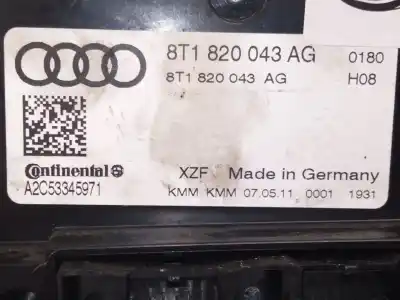 8T1 820 043 AG 0180
8T1 820 043 AG H08
Continental
A2C53345971
XZF Made in Germany
KMM KMM 07.05.11 0001 1931